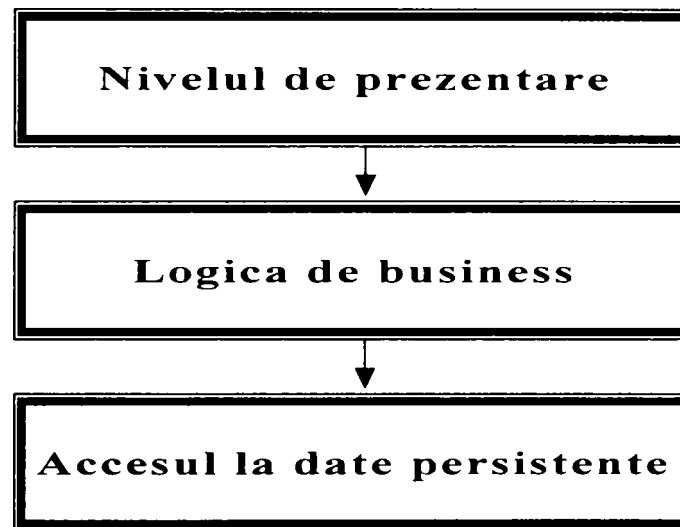 Nivelul de prezentare
Logica de business
Accesul la date persistente